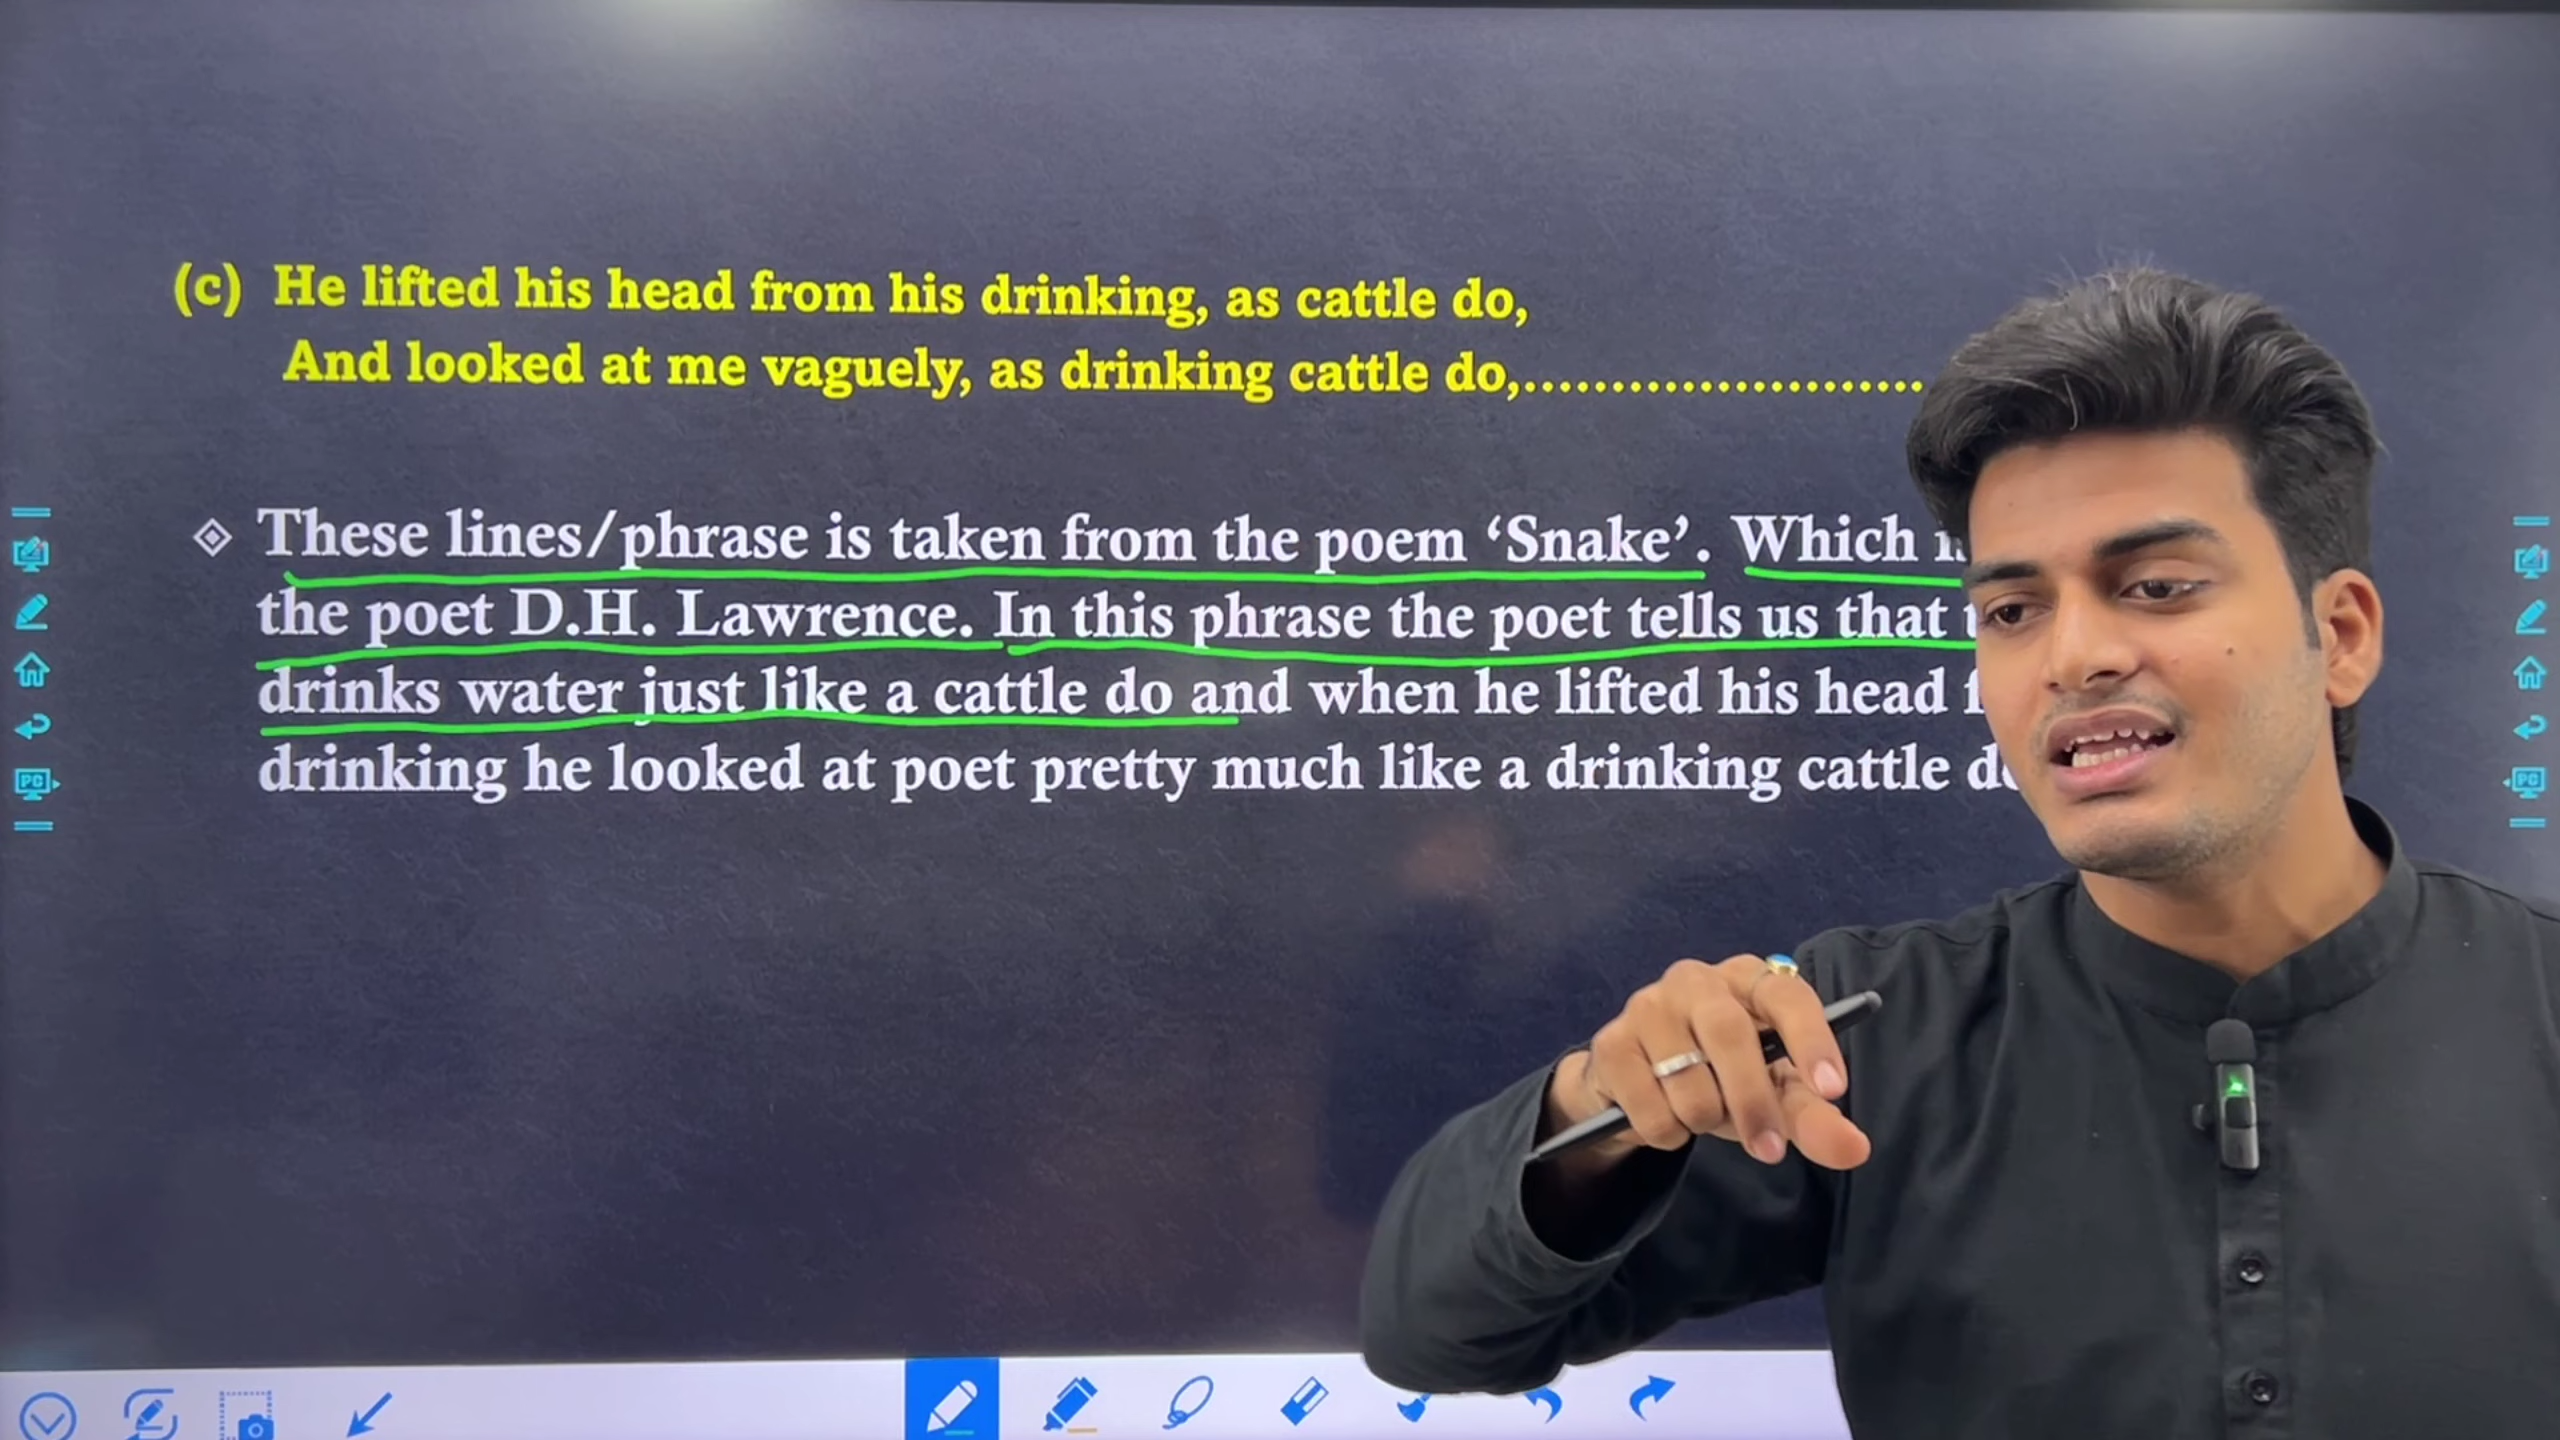 (c) He lifted his head from his drinking, as cattle do,
And looked at me vaguely, as drinking cattle do,.......................
These lines/phrase is taken from the poem ‘Snake’. Which
the poet D.H. Lawrence. In this phrase the poet tells us that
drinks water just like a cattle do and when he lifted his head
drinking he looked at poet pretty much like a drinking cattle
PC
PC